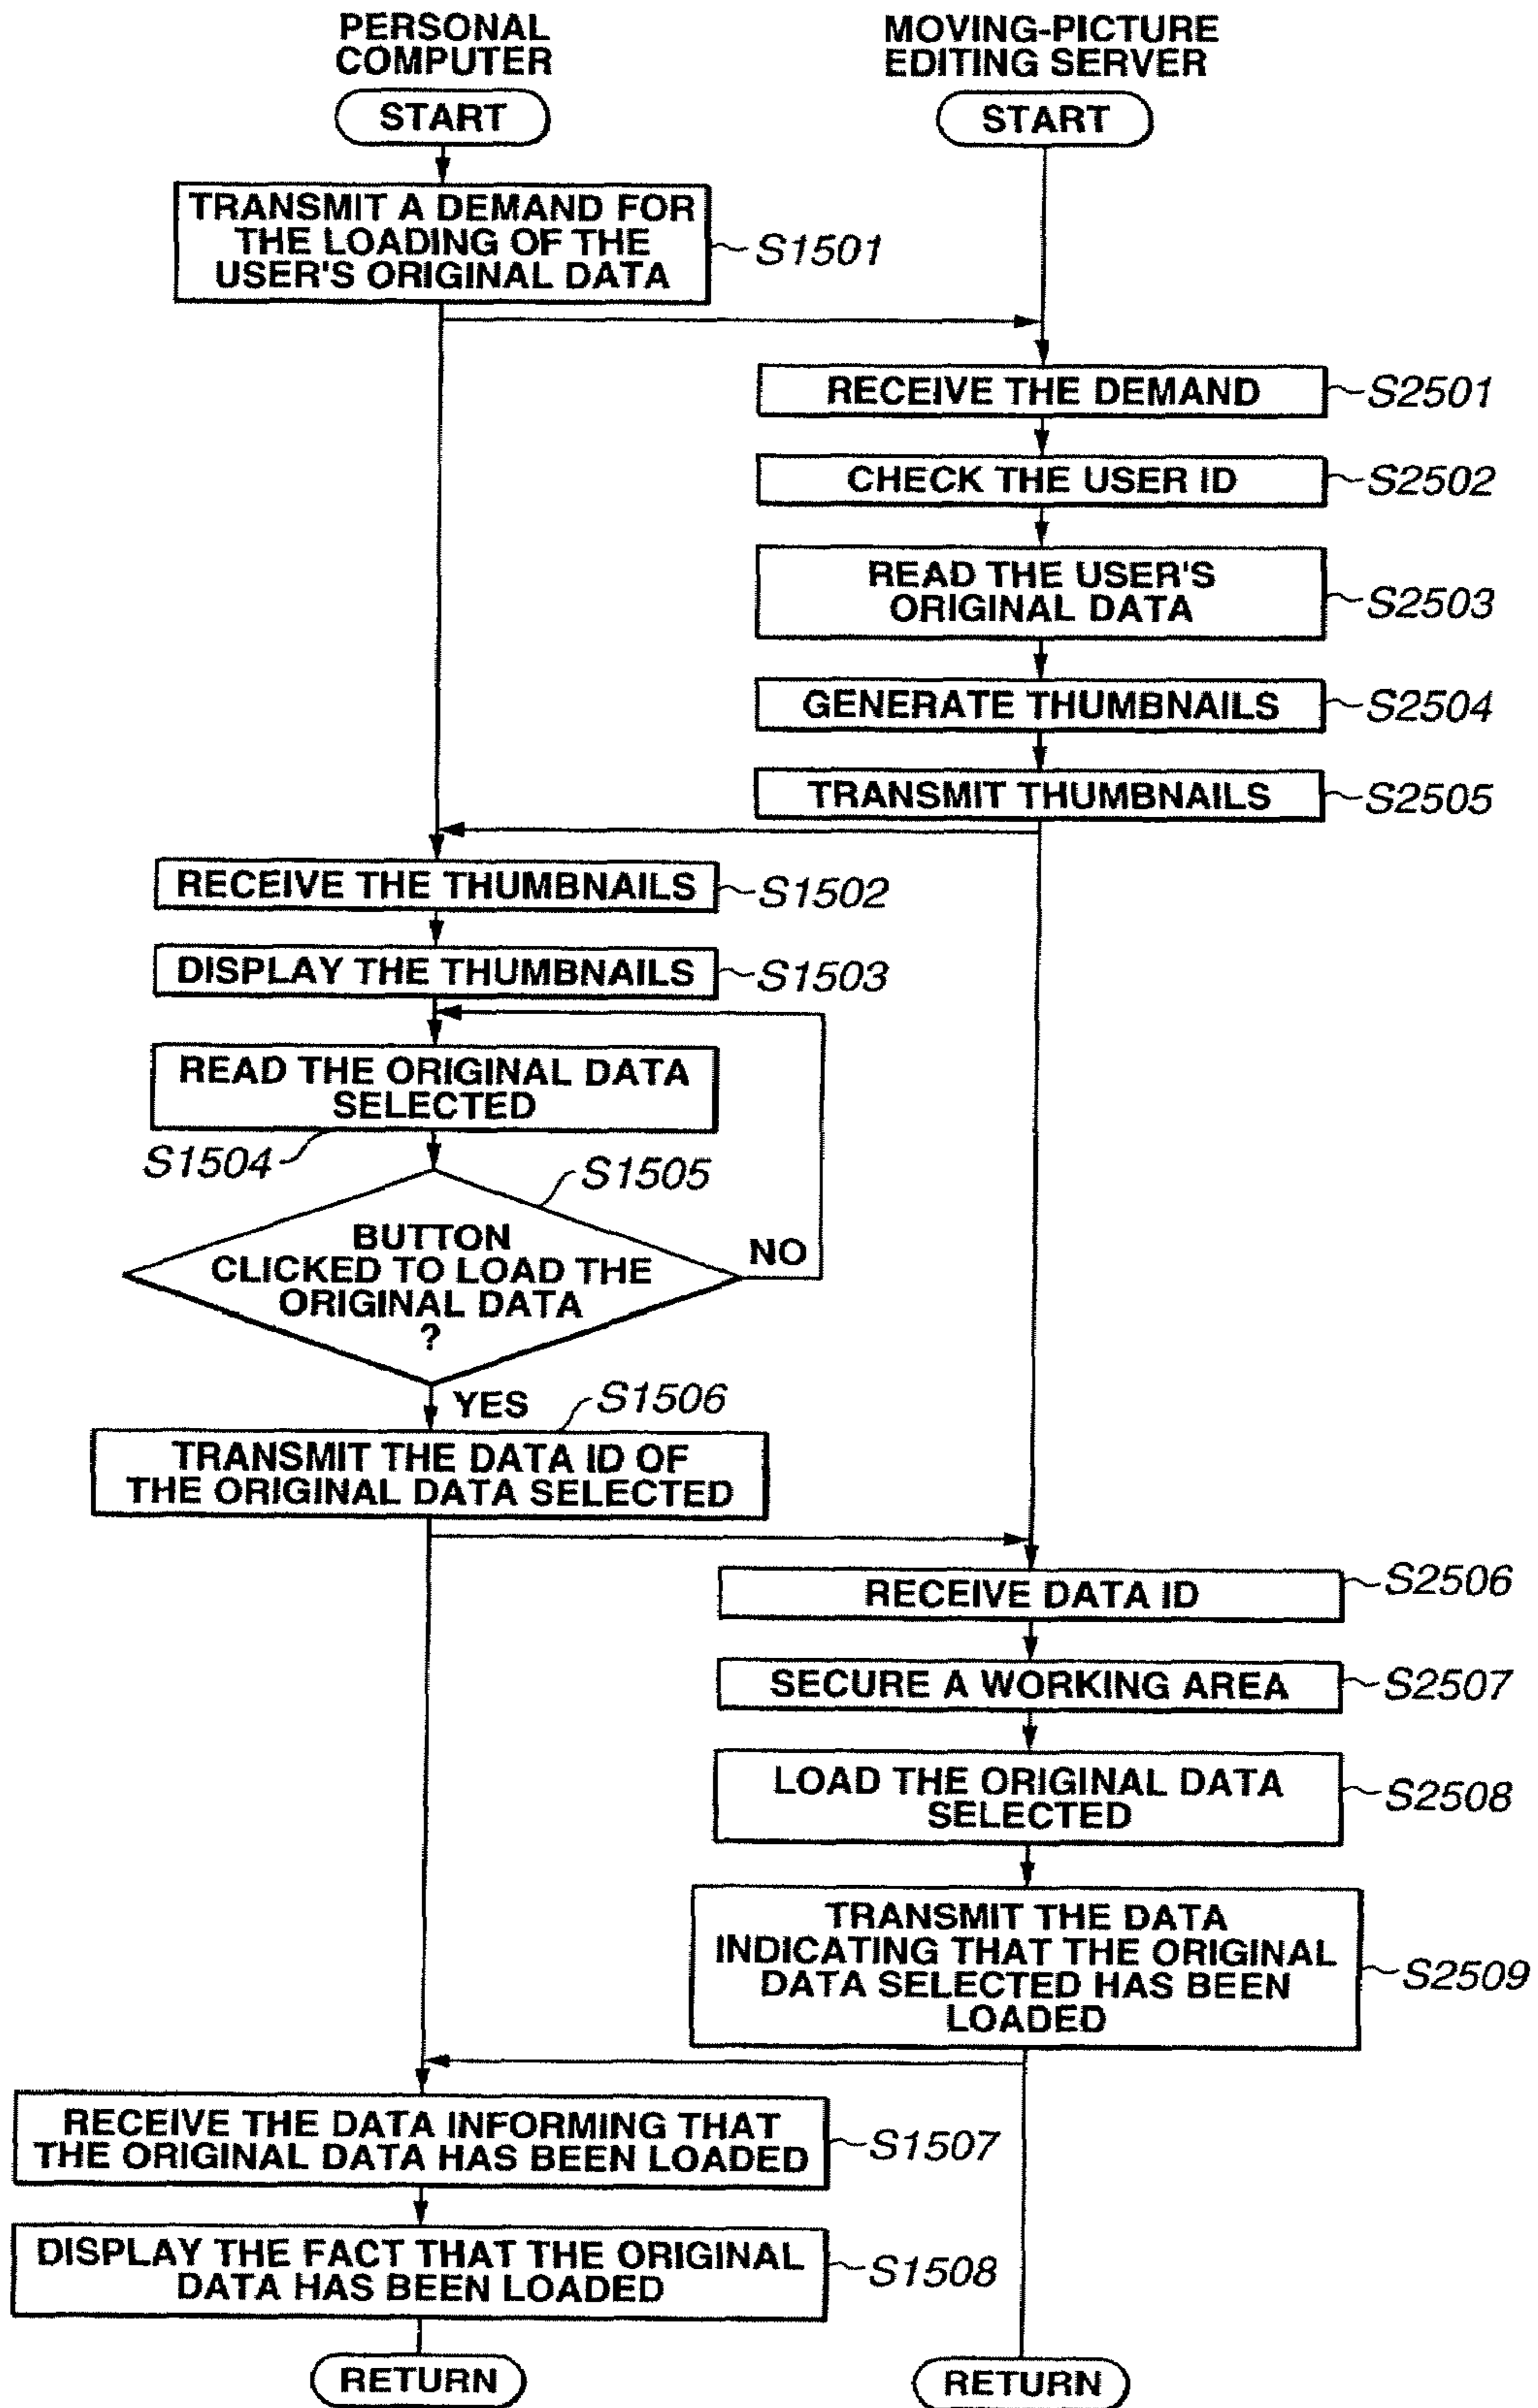 PERSONAL
COMPUTER
MOVING-PICTURE
EDITING SERVER
START
START
TRANSMIT A DEMAND FOR
THE LOADING OF THE
USER'S ORIGINAL DATA
S1501
RECEIVE THE DEMAND
S2501
CHECK THE USER ID
S2502
READ THE USER'S
ORIGINAL DATA
S2503
GENERATE THUMBNAILS
S2504
TRANSMIT THUMBNAILS
S2505
RECEIVE THE THUMBNAILS
S1502
DISPLAY THE THUMBNAILS
S1503
READ THE ORIGINAL DATA
SELECTED
S1504
S1505
BUTTON
CLICKED TO LOAD THE
ORIGINAL DATA
?
NO
YES
S1506
TRANSMIT THE DATA ID OF
THE ORIGINAL DATA SELECTED
RECEIVE DATA ID
S2506
SECURE A WORKING AREA
S2507
LOAD THE ORIGINAL DATA
SELECTED
S2508
TRANSMIT THE DATA
INDICATING THAT THE ORIGINAL
DATA SELECTED HAS BEEN
LOADED
S2509
RECEIVE THE DATA INFORMING THAT
THE ORIGINAL DATA HAS BEEN LOADED
S1507
DISPLAY THE FACT THAT THE ORIGINAL
DATA HAS BEEN LOADED
S1508
RETURN
RETURN